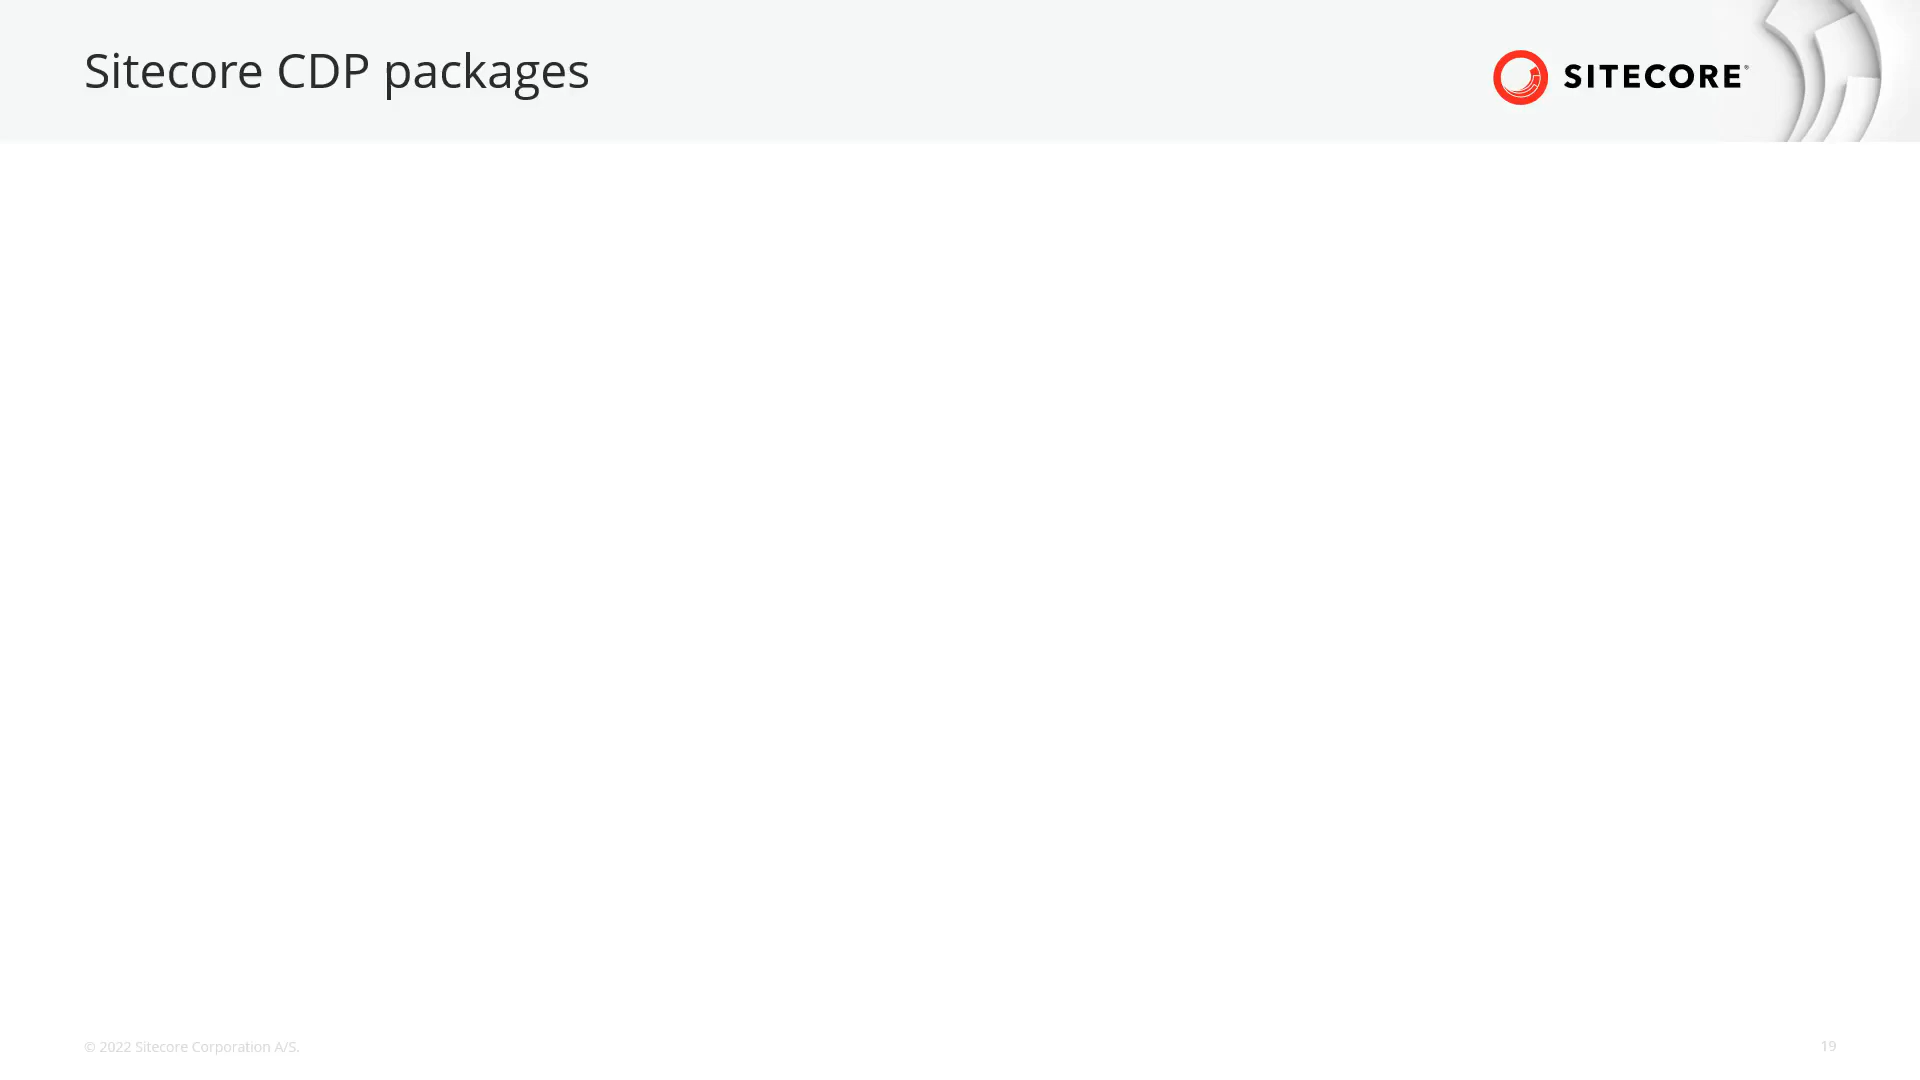 Sitecore CDP packages
SITECORE®
© 2022 Sitecore Corporation A/S.
19